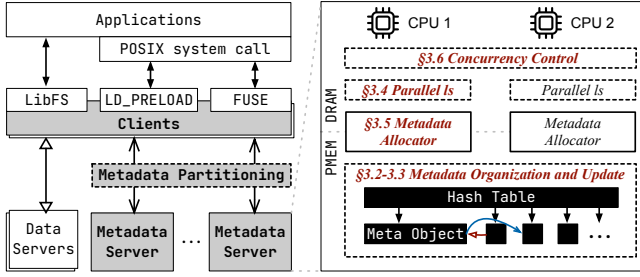 Applications
POSIX system call
LibFS
LD_PRELOAD
FUSE
Clients
Metadata Partitioning
Data
Servers
Metadata
Server
...
Metadata
Server
CPU 1
CPU 2
§3.6 Concurrency Control
DRAM
§3.4 Parallel ls
Parallel ls
PMEM
§3.5 Metadata
Allocator
Metadata
Allocator
§3.2-3.3 Metadata Organization and Update
Hash Table
Meta Object
...